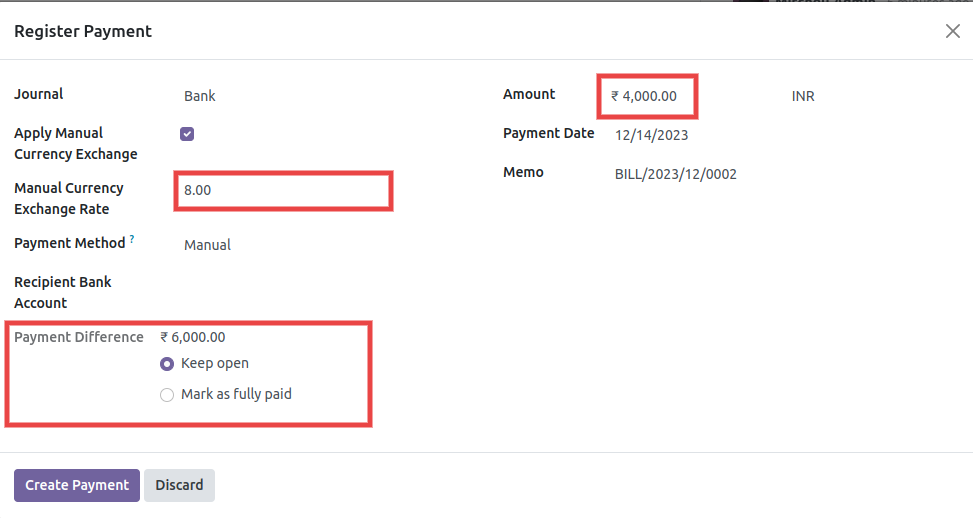 Register Payment
Journal
Bank
Amount
₹ 4,000.00
INR
Apply Manual
Currency Exchange
Payment Date
12/14/2023
Manual Currency
Exchange Rate
8.00
Memo
BILL/2023/12/0002
Payment Method ?
Manual
Recipient Bank
Account
Payment Difference
₹ 6,000.00
Keep open
Mark as fully paid
Create Payment
Discard